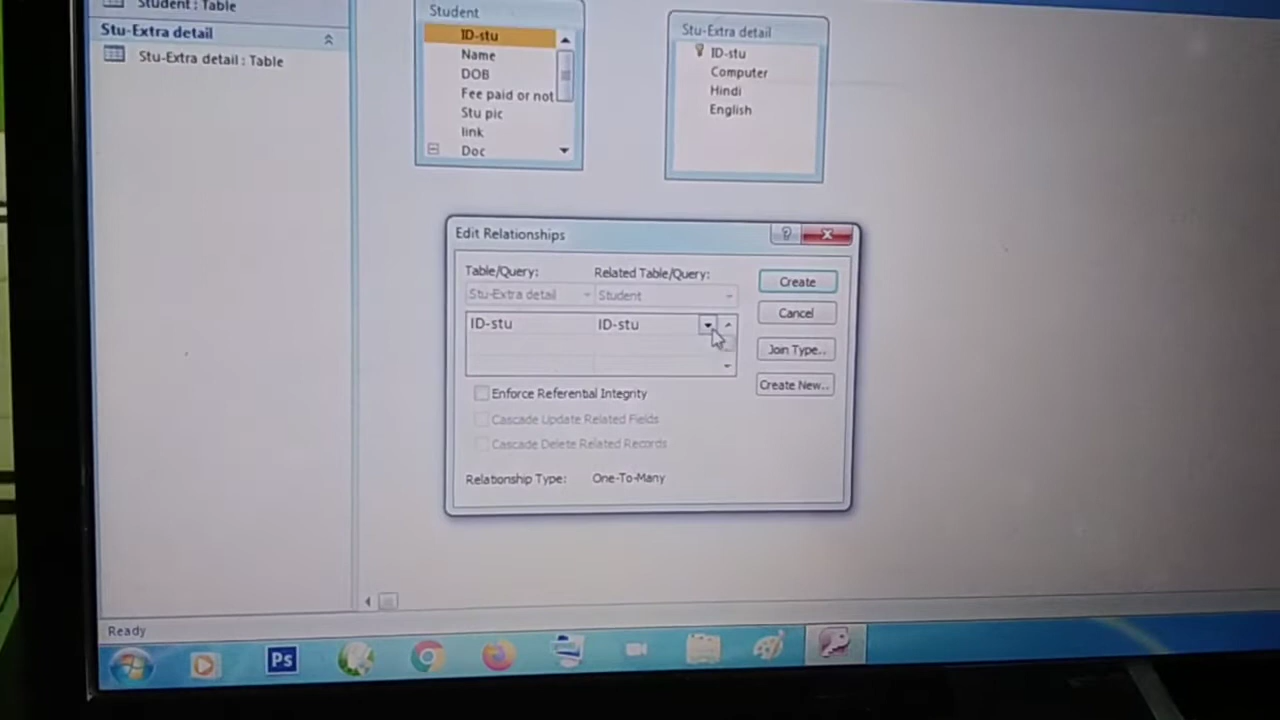 Student : Table
Stu-Extra detail
Stu-Extra detail : Table
Student
ID-stu
Name
DOB
Fee paid or not
Stu pic
link
Doc
Stu-Extra detail
ID-stu
Computer
Hindi
English
Edit Relationships
?
Table/Query:
Related Table/Query:
Stu-Extra detail
Student
ID-stu
ID-stu
Create
Cancel
Join Type..
Create New..
Enforce Referential Integrity
Cascade Update Related Fields
Cascade Delete Related Records
Relationship Type:
One-To-Many
Ready
Ps